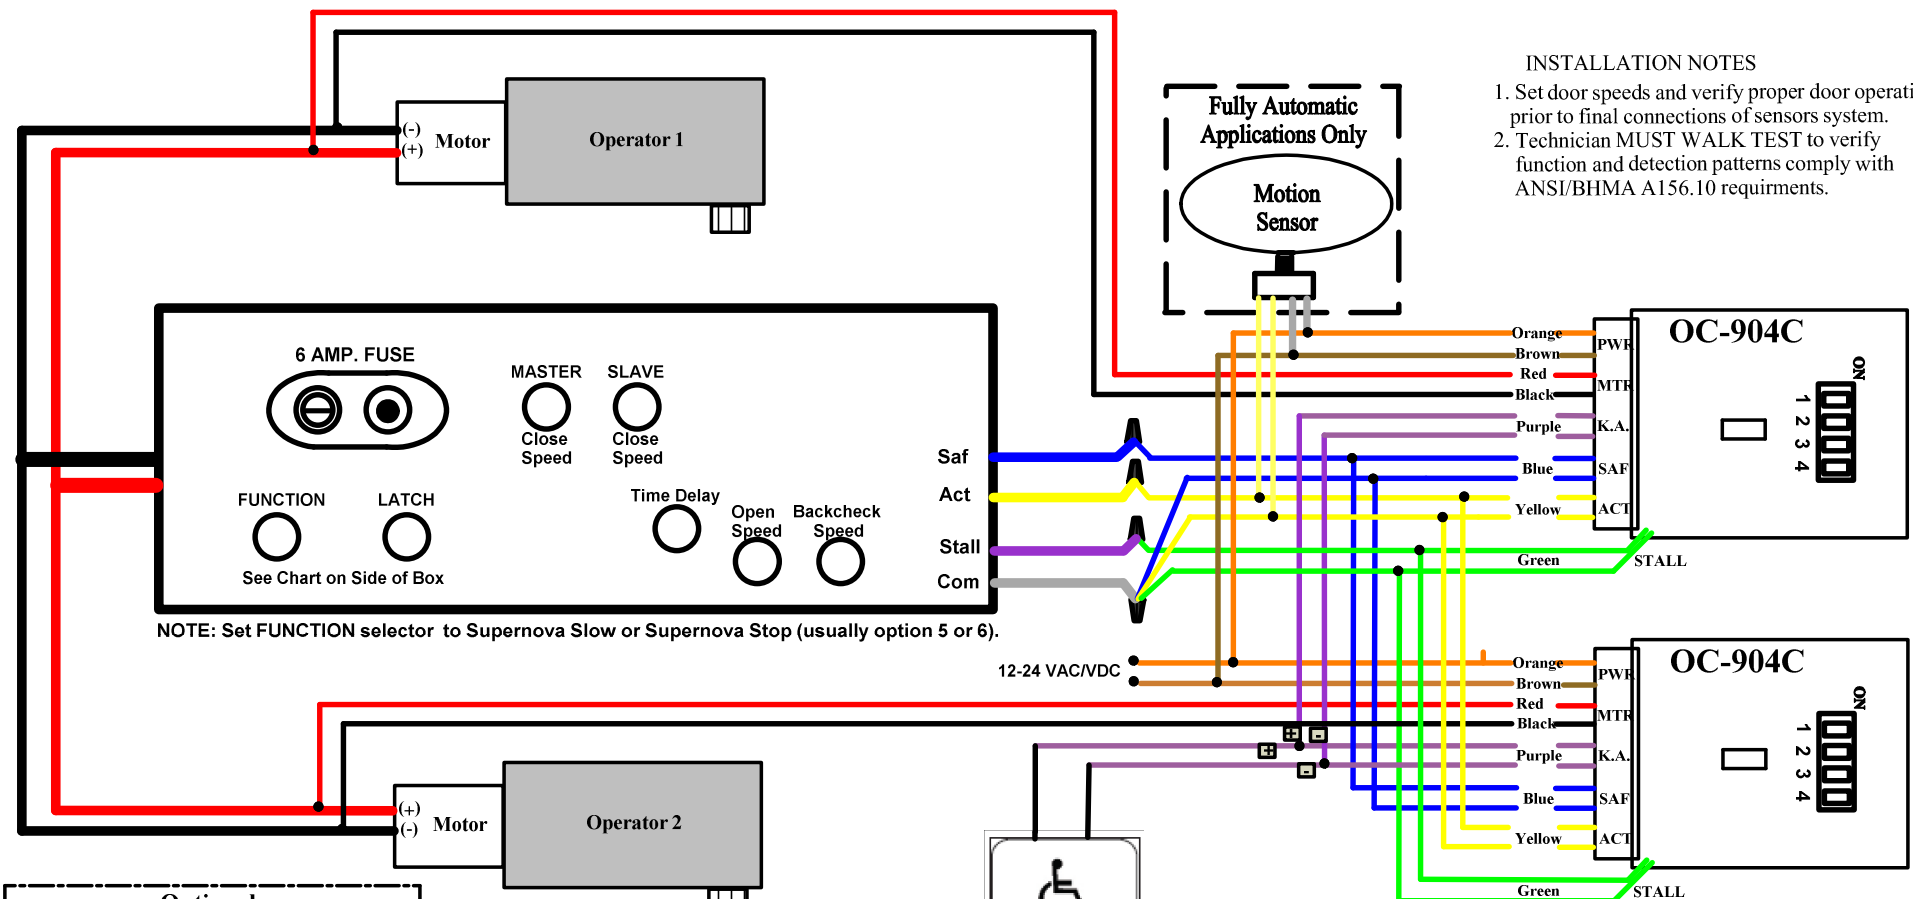 INSTALLATION NOTES
1. Set door speeds and verify proper door operati
prior to final connections of sensors system.
2. Technician MUST WALK TEST to verify
function and detection patterns comply with
ANSI/BHMA A156.10 requirments.
(-)
(+)
Motor
Operator 1
Fully Automatic
Applications Only
Motion
Sensor
6 AMP. FUSE
MASTER
Close
Speed
SLAVE
Close
Speed
FUNCTION
LATCH
See Chart on Side of Box
Time Delay
Open
Speed
Backcheck
Speed
Saf
Act
Stall
Com
NOTE: Set FUNCTION selector to Supernova Slow or Supernova Stop (usually option 5 or 6).
Orange
Brown
Red
Black
Purple
Blue
Yellow
Green
PWR
MTR
K.A.
SAF
ACT
STALL
OC-904C
ON
1
2
3
4
12-24 VAC/VDC
Orange
Brown
Red
Black
Purple
Blue
Yellow
Green
PWR
MTR
K.A.
SAF
ACT
STALL
OC-904C
ON
1
2
3
4
+
-
+
-
(+)
(-)
Motor
Operator 2